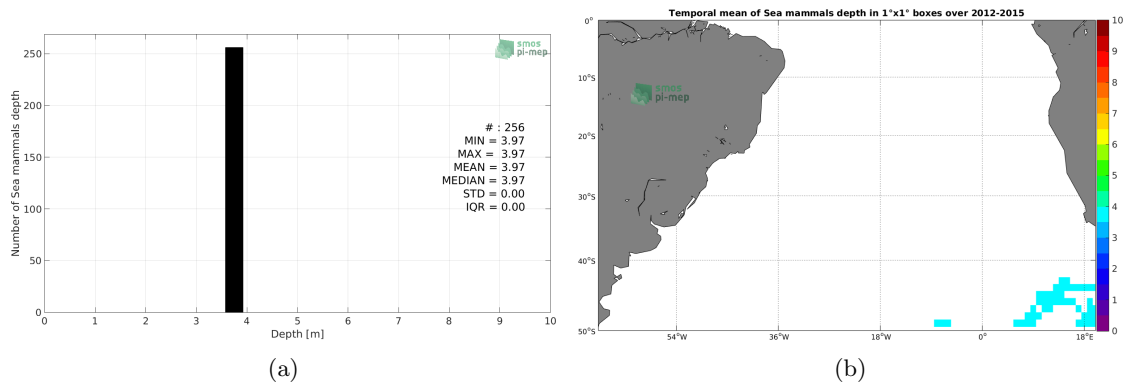 smos
pi-mep
Number of Sea mammals depth
250
200
150
100
50
0
# : 256
MIN = 3.97
MAX = 3.97
MEAN = 3.97
MEDIAN = 3.97
STD = 0.00
IQR = 0.00
0 1 2 3 4 5 6 7 8 9 10
Depth [m]
(a)
Temporal mean of Sea mammals depth in 1°x1° boxes over 2012-2015
smos
pi-mep
0°S
10°S
20°S
30°S
40°S
50°S
54°W 36°W 18°W 0° 18°E
10
9
8
7
6
5
4
3
2
1
0
(b)